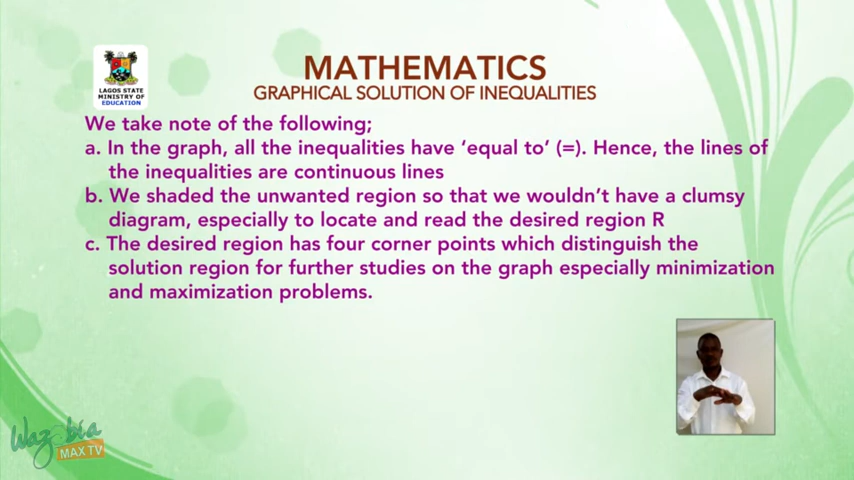 LAGOS STATE
MINISTRY OF
EDUCATION
MATHEMATICS
GRAPHICAL SOLUTION OF INEQUALITIES
We take note of the following;
a. In the graph, all the inequalities have ‘equal to’ (=). Hence, the lines of
the inequalities are continuous lines
b. We shaded the unwanted region so that we wouldn’t have a clumsy
diagram, especially to locate and read the desired region R
c. The desired region has four corner points which distinguish the
solution region for further studies on the graph especially minimization
and maximization problems.
Wazobia
MAX TV